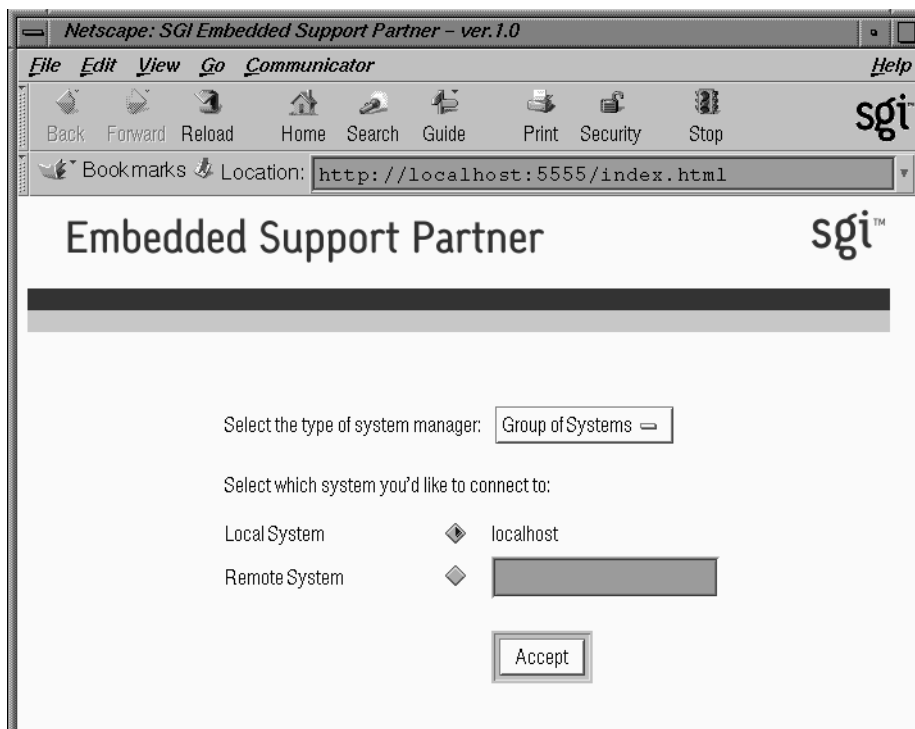 Netscape: SGI Embedded Support Partner – ver.1.0
File Edit View Go Communicator Help
Back Forward Reload Home Search Guide Print Security Stop sgi
Bookmarks Location: http://localhost:5555/index.html
Embedded Support Partner sgi™
Select the type of system manager: Group of Systems
Select which system you'd like to connect to:
Local System localhost
Remote System
Accept